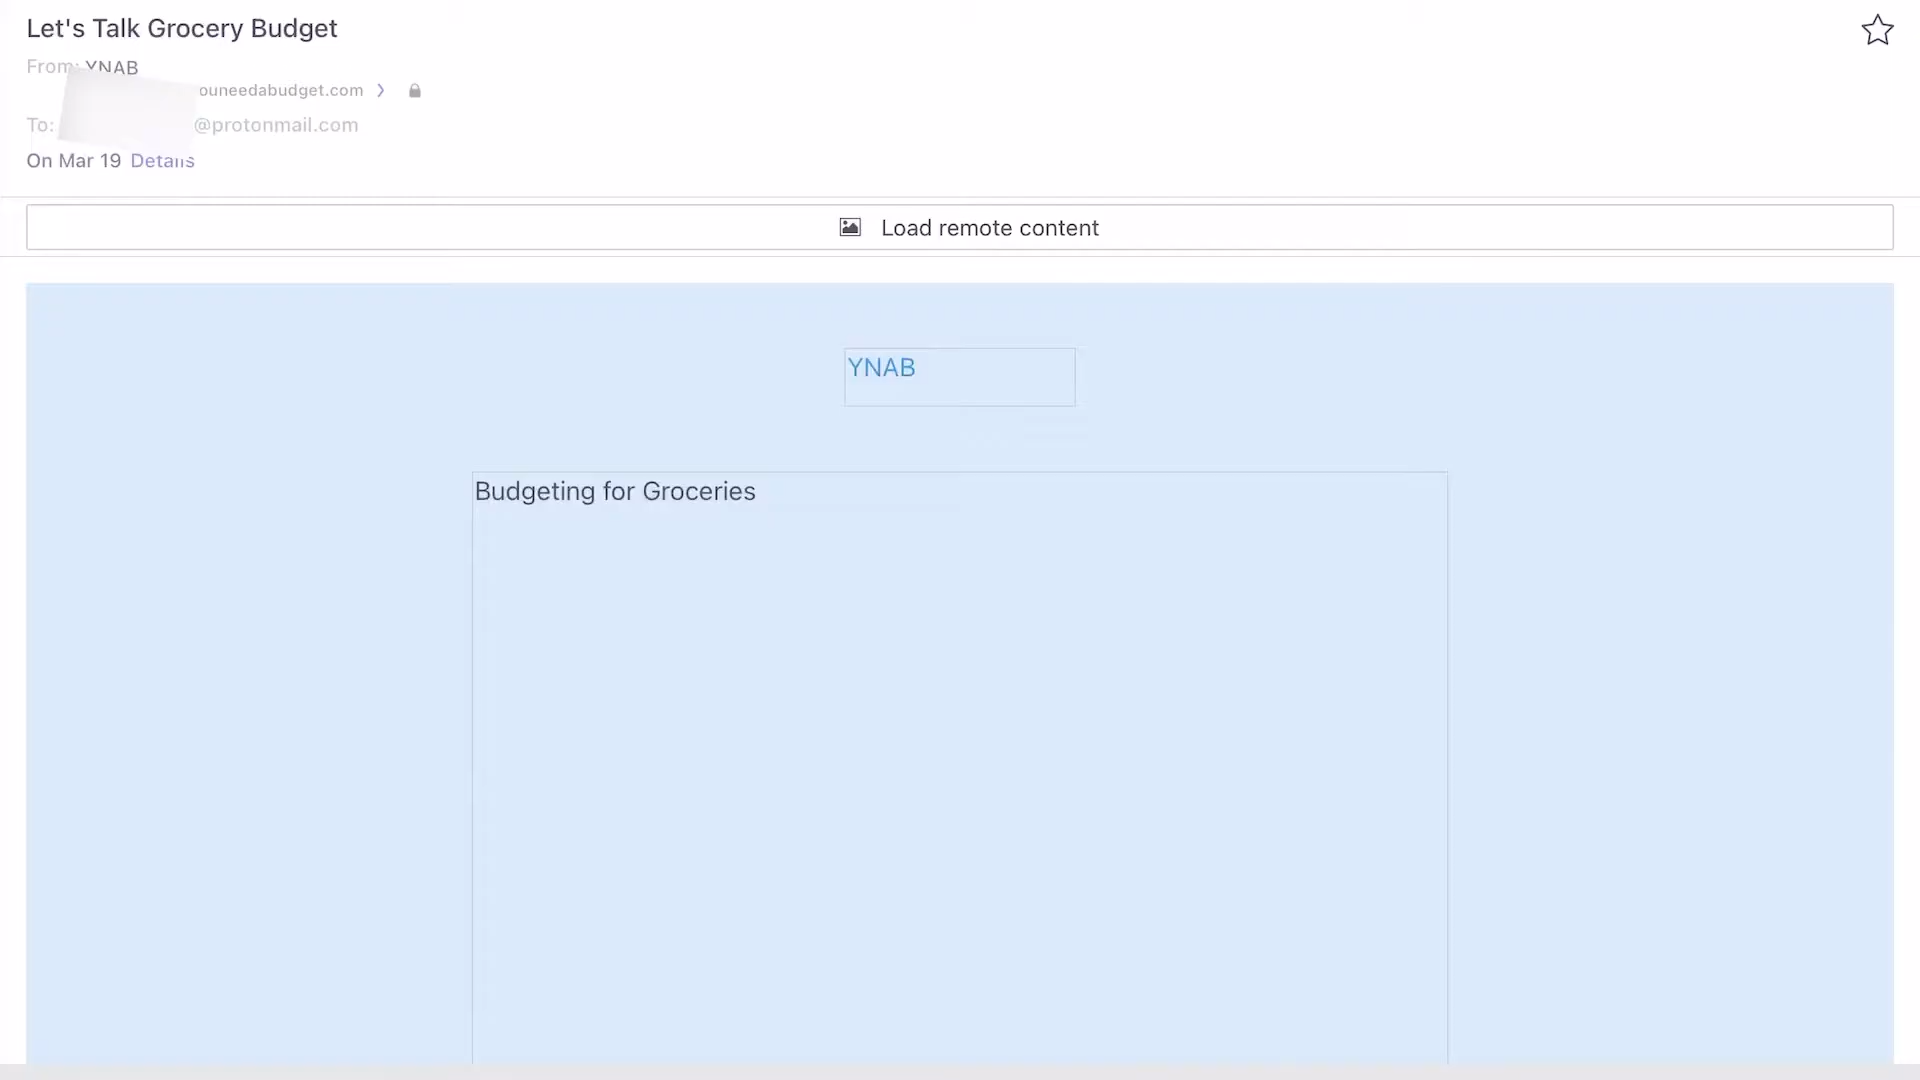 Let's Talk Grocery Budget
From: YNAB
ouneedabudget.com
To: @protonmail.com
On Mar 19 Details
Load remote content
YNAB
Budgeting for Groceries